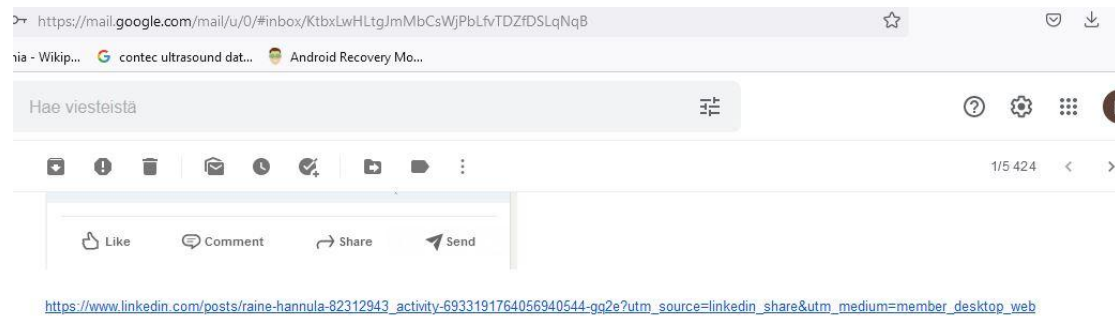 https://mail.google.com/mail/u/0/#inbox/KtbxLwHLtgJmMbCsWjPbLfvTDZfDSLqNqB
nia - Wikip... contec ultrasound dat... Android Recovery Mo...
Hae viesteistä
1/5 424
Like Comment Share Send
https://www.linkedin.com/posts/raine-hannula-82312943_activity-6933191764056940544-gq2e?utm_source=linkedin_share&utm_medium=member_desktop_web